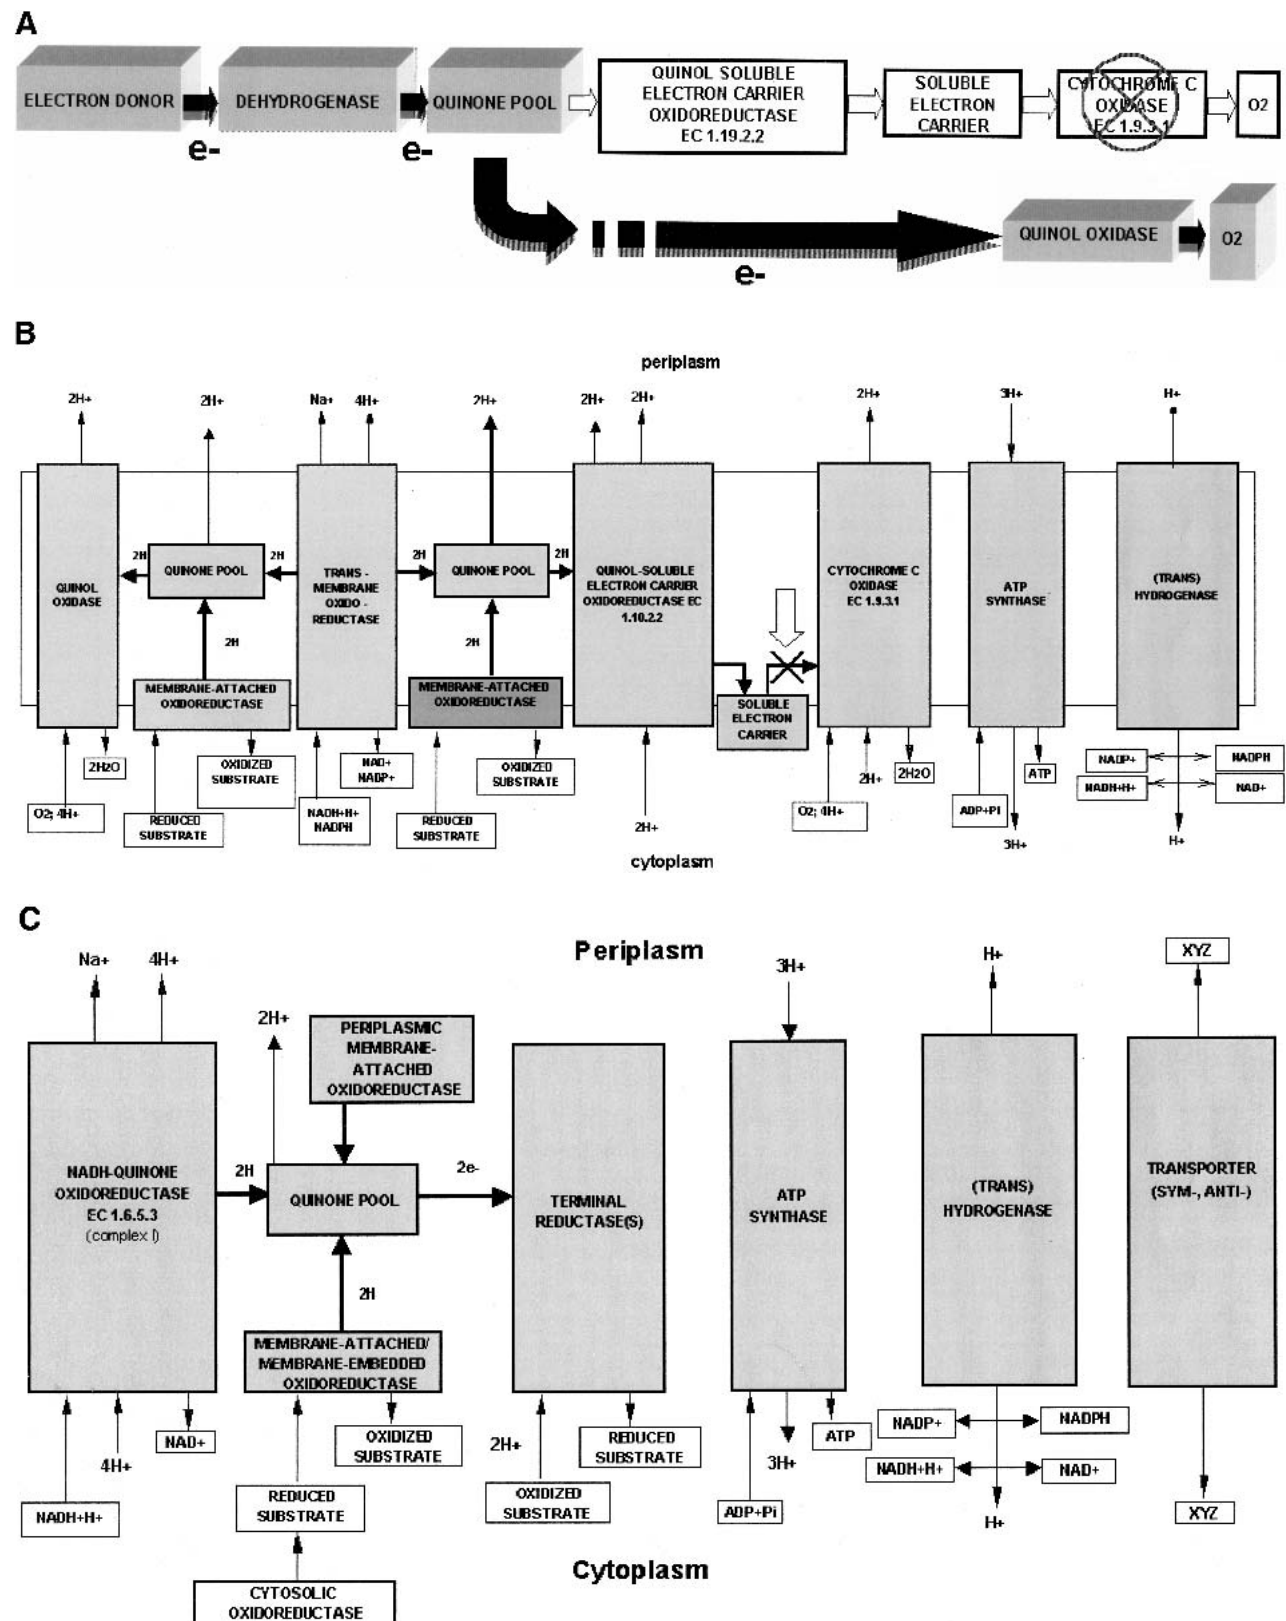 A
ELECTRON DONOR
DEHYDROGENASE
QUINONE POOL
QUINOL SOLUBLE
ELECTRON CARRIER
OXIDOREDUCTASE
EC 1.19.2.2
SOLUBLE
ELECTRON
CARRIER
CYTOCHROME C
OXIDASE
EC 1.9.3.1
O2
e-
e-
QUINOL OXIDASE
O2
e-
B
periplasm
2H+
2H+
Na+
4H+
2H+
2H+
2H+
2H+
3H+
H+
QUINOL
OXIDASE
2H
QUINONE POOL
2H
TRANS -
MEMBRANE
OXIDO -
REDUCTASE
2H
QUINONE POOL
2H
QUINOL-SOLUBLE
ELECTRON CARRIER
OXIDOREDUCTASE EC
1.10.2.2
CYTOCHROME C
OXIDASE
EC 1.9.3.1
ATP
SYNTHASE
(TRANS)
HYDROGENASE
2H
2H
MEMBRANE-ATTACHED
OXIDOREDUCTASE
MEMBRANE-ATTACHED
OXIDOREDUCTASE
SOLUBLE
ELECTRON
CARRIER
2H2O
OXIDIZED
SUBSTRATE
NAD+
NADP+
OXIDIZED
SUBSTRATE
2H+
2H2O
ATP
NADP+
NADPH
NADH+H+
NAD+
O2; 4H+
REDUCED
SUBSTRATE
NADH+H+
NADPH
REDUCED
SUBSTRATE
2H+
O2; 4H+
ADP+Pi
3H+
H+
cytoplasm
C
Periplasm
Na+
4H+
2H+
3H+
H+
XYZ
PERIPLASMIC
MEMBRANE-
ATTACHED
OXIDOREDUCTASE
NADH-QUINONE
OXIDOREDUCTASE
EC 1.6.5.3
(complex I)
2H
QUINONE POOL
2e-
TERMINAL
REDUCTASE(S)
ATP
SYNTHASE
(TRANS)
HYDROGENASE
TRANSPORTER
(SYM-, ANTI-)
2H
MEMBRANE-ATTACHED/
MEMBRANE-EMBEDDED
OXIDOREDUCTASE
NAD+
4H+
NADH+H+
OXIDIZED
SUBSTRATE
REDUCED
SUBSTRATE
CYTOSOLIC
OXIDOREDUCTASE
2H+
OXIDIZED
SUBSTRATE
REDUCED
SUBSTRATE
ADP+Pi
3H+
ATP
NADP+
NADPH
NADH+H+
NAD+
H+
XYZ
Cytoplasm